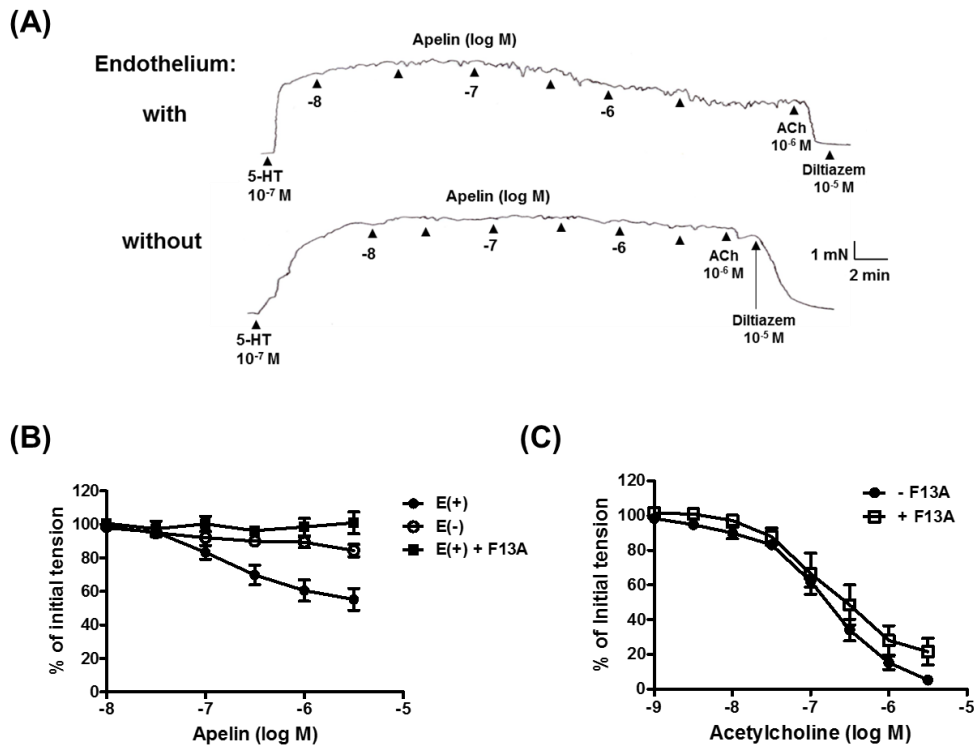 (A)
Endothelium:
with
Apelin (log M)
-8
-7
-6
5-HT
10-7 M
ACh
10-6 M
Diltiazem
10-5 M
without
Apelin (log M)
-8
-7
-6
5-HT
10-7 M
ACh
10-6 M
Diltiazem
10-5 M
1 mN
2 min
(B)
% of initial tension
120
100
80
60
40
20
0
-8
-7
-6
-5
Apelin (log M)
E(+)
E(-)
E(+) + F13A
(C)
% of Initial tension
120
100
80
60
40
20
0
-9
-8
-7
-6
-5
Acetylcholine (log M)
- F13A
+ F13A